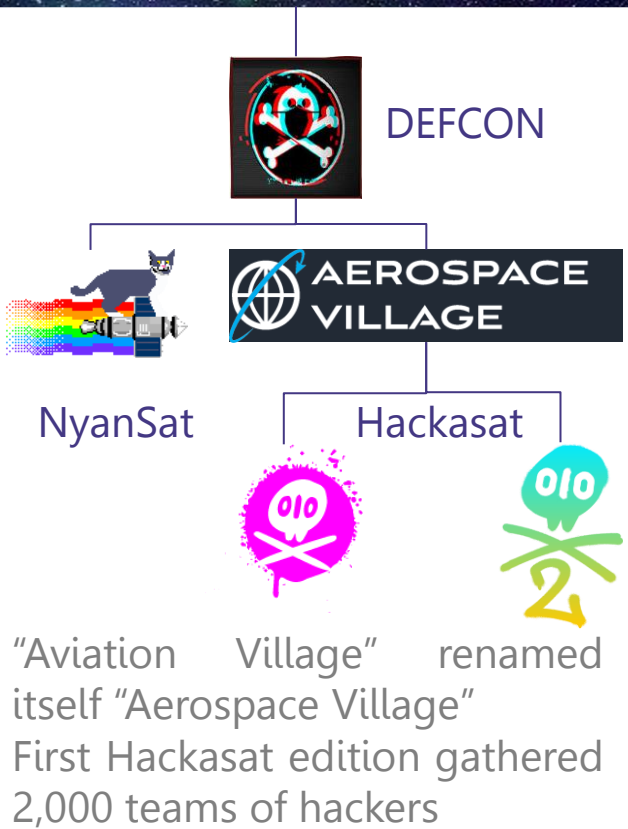 DEFCON
AEROSPACE
VILLAGE
NyanSat
Hackasat
010
010
2
“Aviation Village” renamed
itself “Aerospace Village”
First Hackasat edition gathered
2,000 teams of hackers